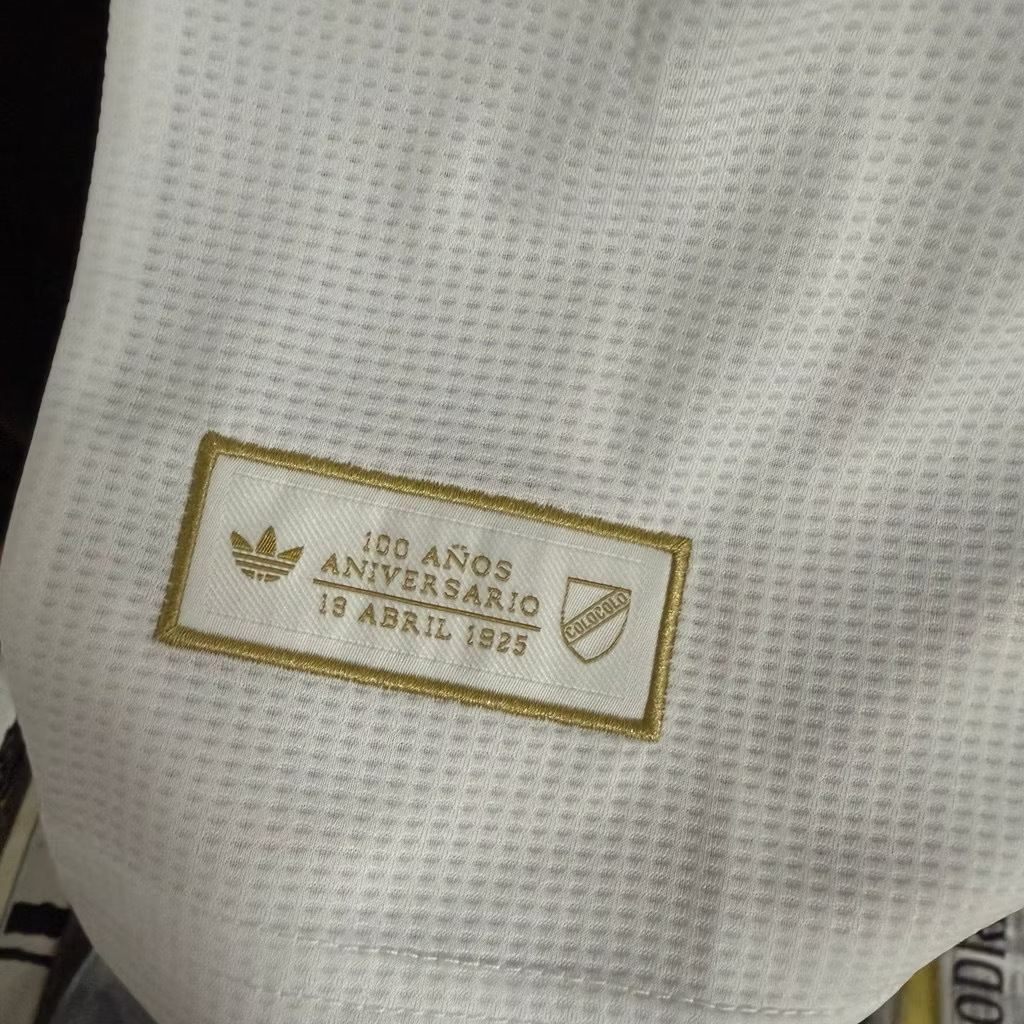 100 AÑOS
ANIVERSARIO
19 ABRIL 1925
COLOCOLO